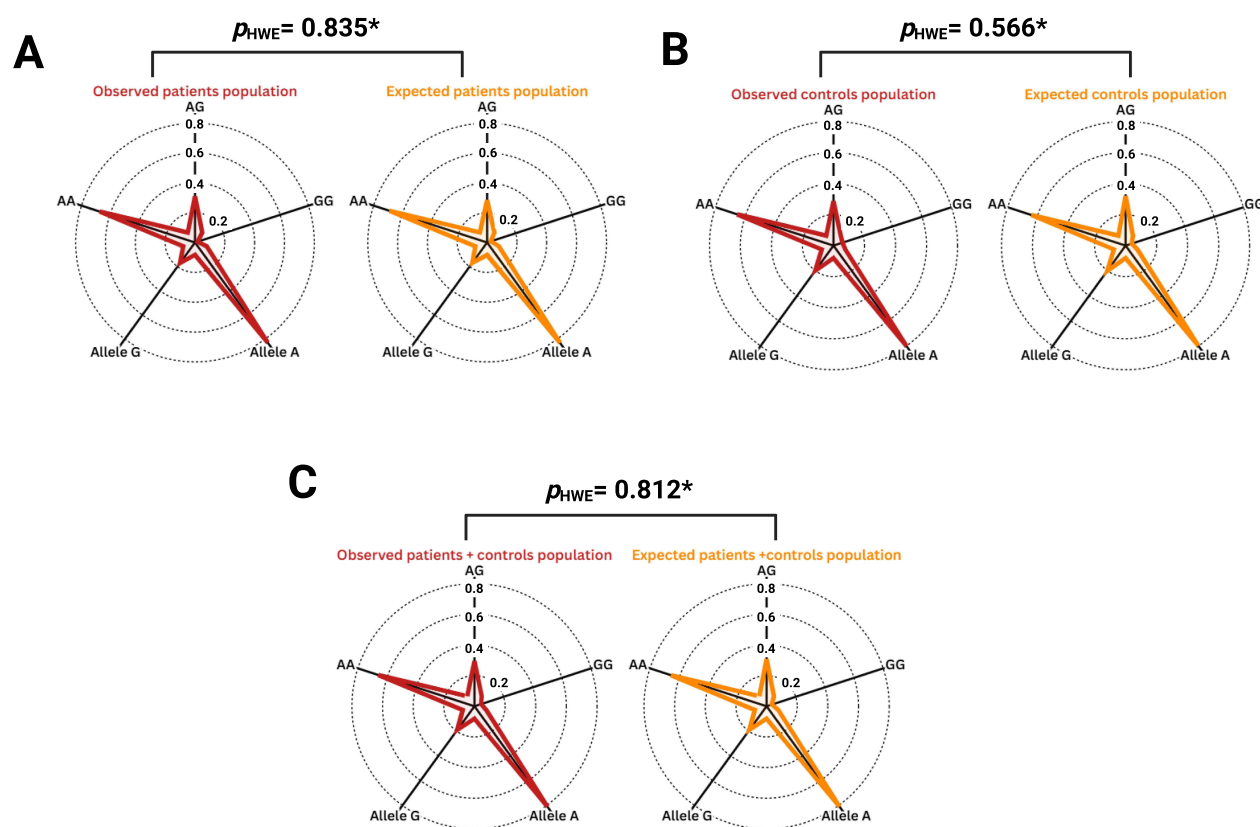 A
pHWE= 0.835*
Observed patients population
Expected patients population
AG
0.8
0.6
0.4
0.2
AA
GG
Allele G
Allele A
AG
0.8
0.6
0.4
0.2
AA
GG
Allele G
Allele A
B
pHWE= 0.566*
Observed controls population
Expected controls population
AG
0.8
0.6
0.4
0.2
AA
GG
Allele G
Allele A
AG
0.8
0.6
0.4
0.2
AA
GG
Allele G
Allele A
C
pHWE= 0.812*
Observed patients + controls population
Expected patients +controls population
AG
0.8
0.6
0.4
0.2
AA
GG
Allele G
Allele A
AG
0.8
0.6
0.4
0.2
AA
GG
Allele G
Allele A